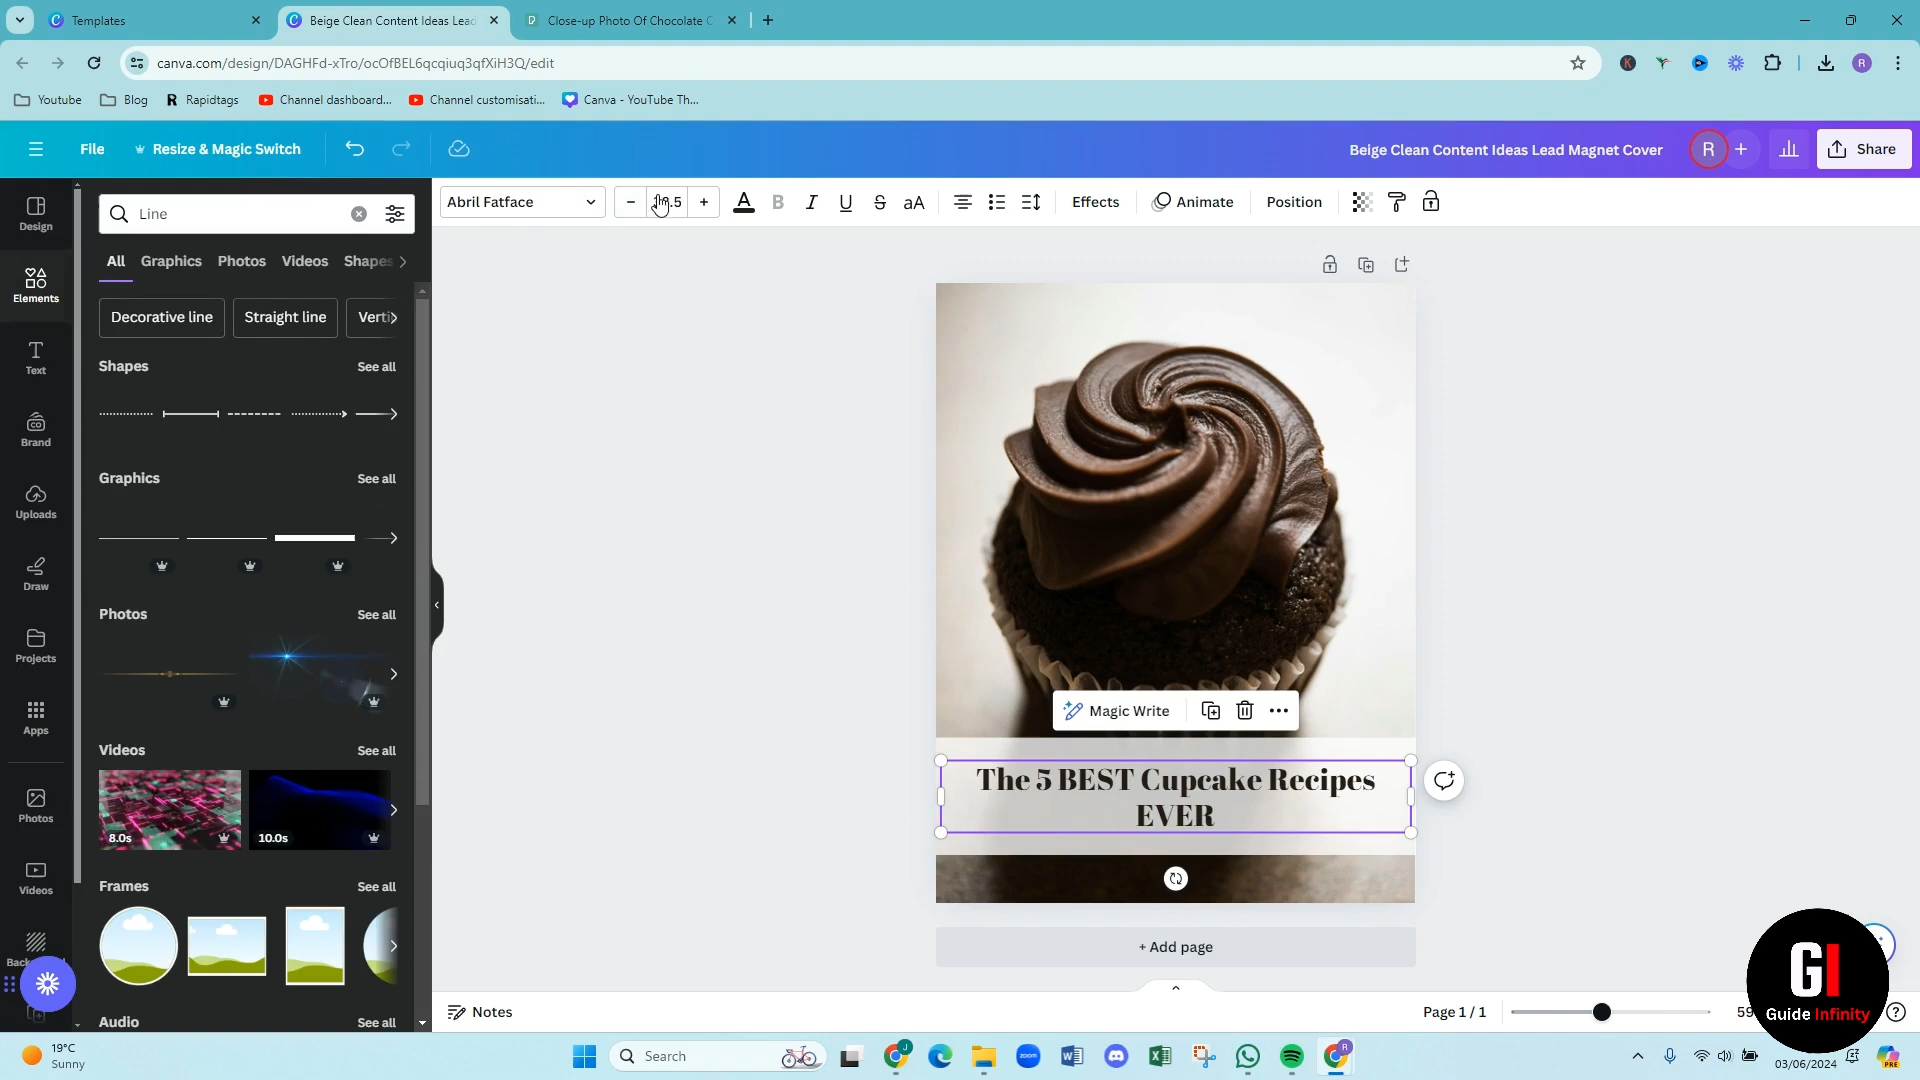 Templates
Beige Clean Content Ideas Lead
Close-up Photo Of Chocolate C
canva.com/design/DAGHFd-xTro/ocOfBEL6qcqiuq3qfXiH3Q/edit
R
Youtube
Blog
Rapidtags
Channel dashboard...
Channel customisati...
Canva - YouTube Th...
File
Resize & Magic Switch
Beige Clean Content Ideas Lead Magnet Cover
R
Share
Design
Elements
Text
Brand
Uploads
Draw
Projects
Apps
Photos
Videos
Line
All Graphics Photos Videos Shapes
Decorative line
Straight line
Shapes See all
Graphics See all
Photos See all
Videos See all
8.0s
10.0s
Frames See all
Audio See all
Abril Fatface
Effects
Animate
Position
Magic Write
The 5 BEST Cupcake Recipes
EVER
+ Add page
Notes
Page 1 / 1
GI
Guide Infinity
19°C
Sunny
Search
03/06/2024